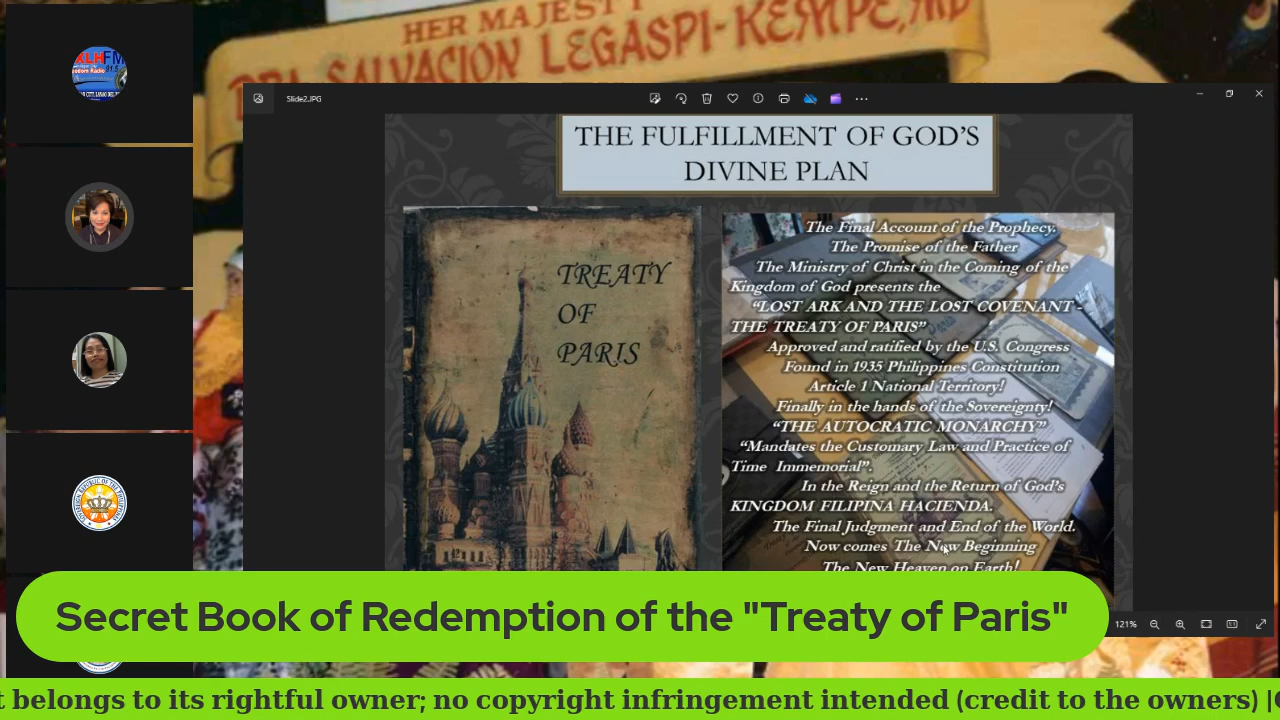 HER MAJESTY
DRA. SALVACION LEGASPI-KEMPE, MD
XLHFM
Slide2.JPG
THE FULFILLMENT OF GOD'S
DIVINE PLAN
TREATY
OF
PARIS
The Final Account of the Prophecy.
The Promise of the Father
The Ministry of Christ in the Coming of the
Kingdom of God presents the
“LOST ARK AND THE LOST COVENANT -
THE TREATY OF PARIS”
Approved and ratified by the U.S. Congress
Found in 1935 Philippines Constitution
Article 1 National Territory!
Finally in the hands of the Sovereignty!
“THE AUTOCRATIC MONARCHY”
“Mandates the Customary Law and Practice of
Time Immemorial”.
In the Reign and the Return of God's
KINGDOM FILIPINA HACIENDA.
The Final Judgment and End of the World.
Now comes The New Beginning
The New Heaven on Earth!
121%
Secret Book of Redemption of the "Treaty of Paris"
t belongs to its rightful owner; no copyright infringement intended (credit to the owners) |